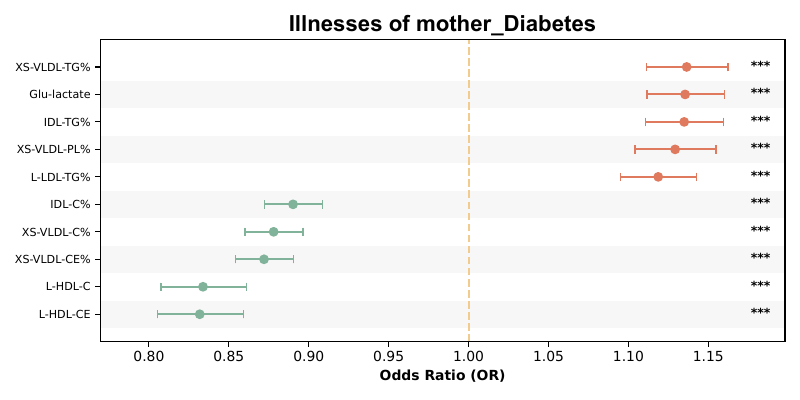 Illnesses of mother_Diabetes
XS-VLDL-TG% ***
Glu-lactate ***
IDL-TG% ***
XS-VLDL-PL% ***
L-LDL-TG% ***
IDL-C% ***
XS-VLDL-C% ***
XS-VLDL-CE% ***
L-HDL-C ***
L-HDL-CE ***
0.80 0.85 0.90 0.95 1.00 1.05 1.10 1.15
Odds Ratio (OR)